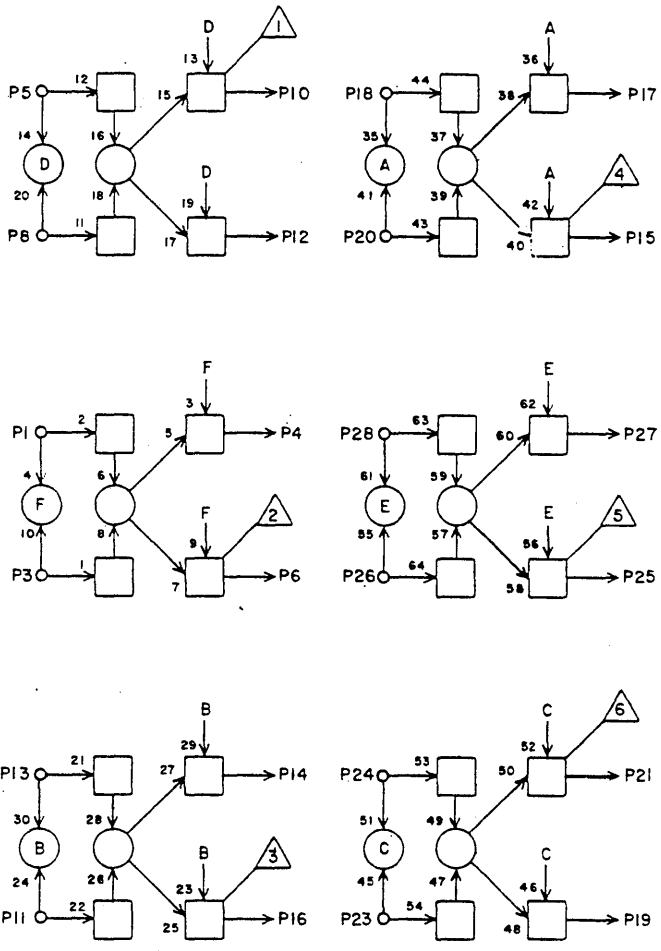 D 1 A
12 13 44 36
P5 15 P10 P18 38 P17
14 16 35 37
D A 4
20 18 D 41 39 A
19 42
P8 11 17 P12 P20 43 40 P15
F E
2 3 63 62
P1 5 P4 P28 60 P27
4 6 61 59
F 2 E 5
10 8 F 55 57 E
9 56
P3 1 7 P6 P26 64 58 P25
B C 6
21 29 53 52
P13 27 P14 P24 50 P21
30 28 51 49
B 3 C
24 26 B 45 47 C
23 46
P11 22 25 P16 P23 54 48 P19